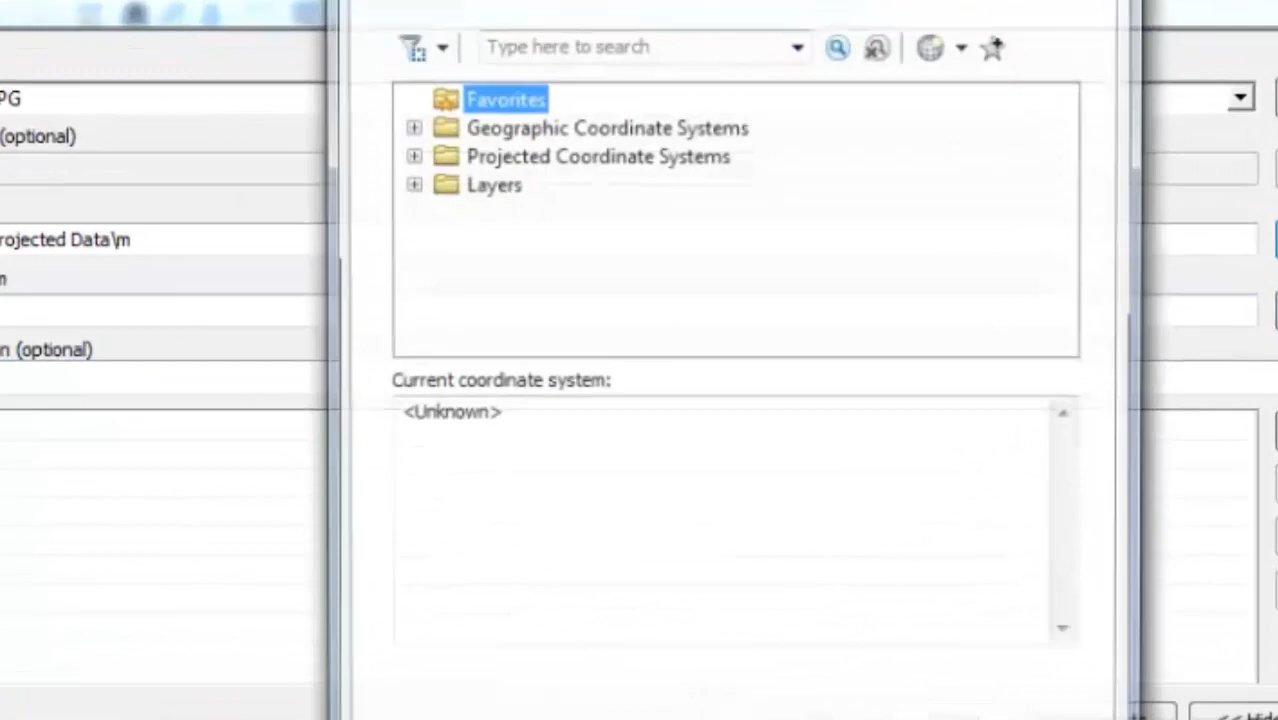 Type here to search
PG
Favorites
(optional)
Geographic Coordinate Systems
Projected Coordinate Systems
Layers
rojected Data\m
m
n (optional)
Current coordinate system:
<Unknown>